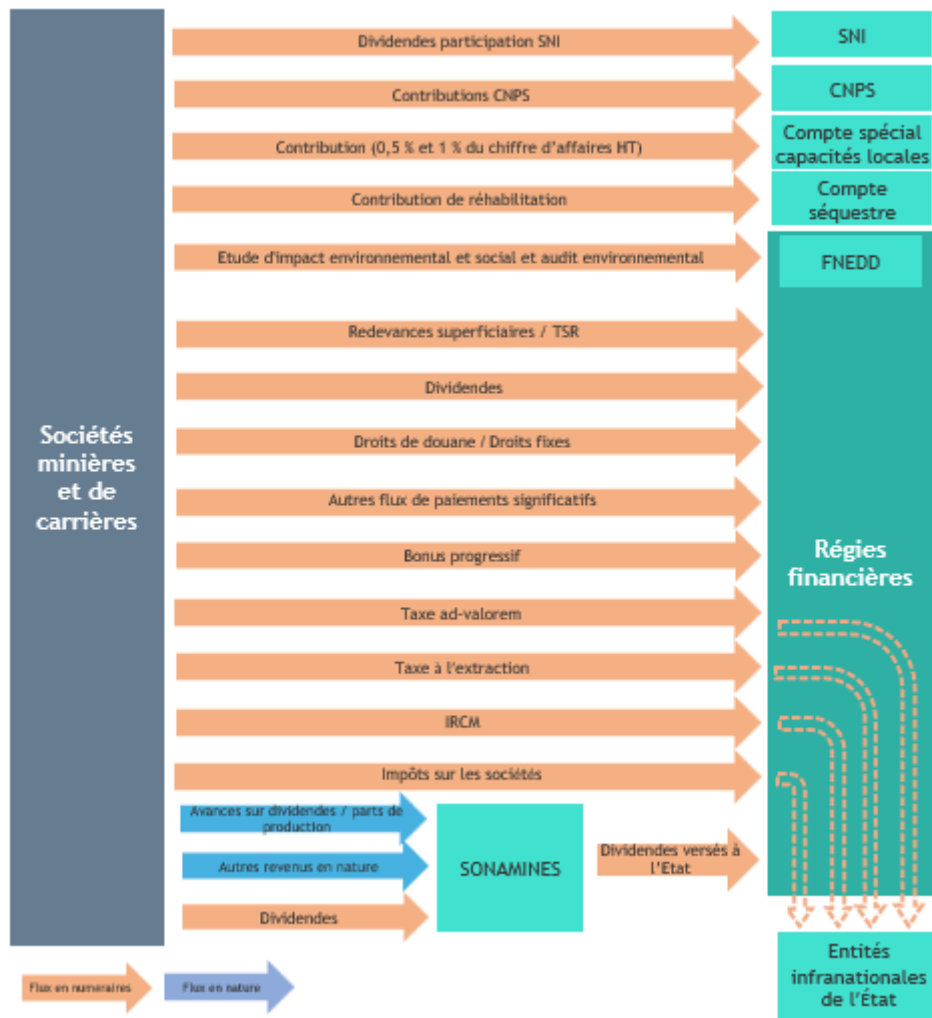 Dividendes participation SNI
SNI
Contributions CNPS
CNPS
Contribution (0,5 % et 1 % du chiffre d'affaires HT)
Compte spécial
capacités locales
Contribution de réhabilitation
Compte
séquestre
Etude d'impact environnemental et social et audit environnemental
FNEDD
Redevances superficiaires / TSR
Dividendes
Sociétés
minières
et de
carrières
Droits de douane / Droits fixes
Autres flux de paiements significatifs
Bonus progressif
Régies
financières
Taxe ad-valorem
Taxe à l'extraction
IRCM
Impôts sur les sociétés
Avances sur dividendes / parts de
production
Autres revenus en nature
Dividendes
SONAMINES
Dividendes versés à
l'Etat
Entités
infranationales
de l'État
Flux en numeraires
Flux en nature